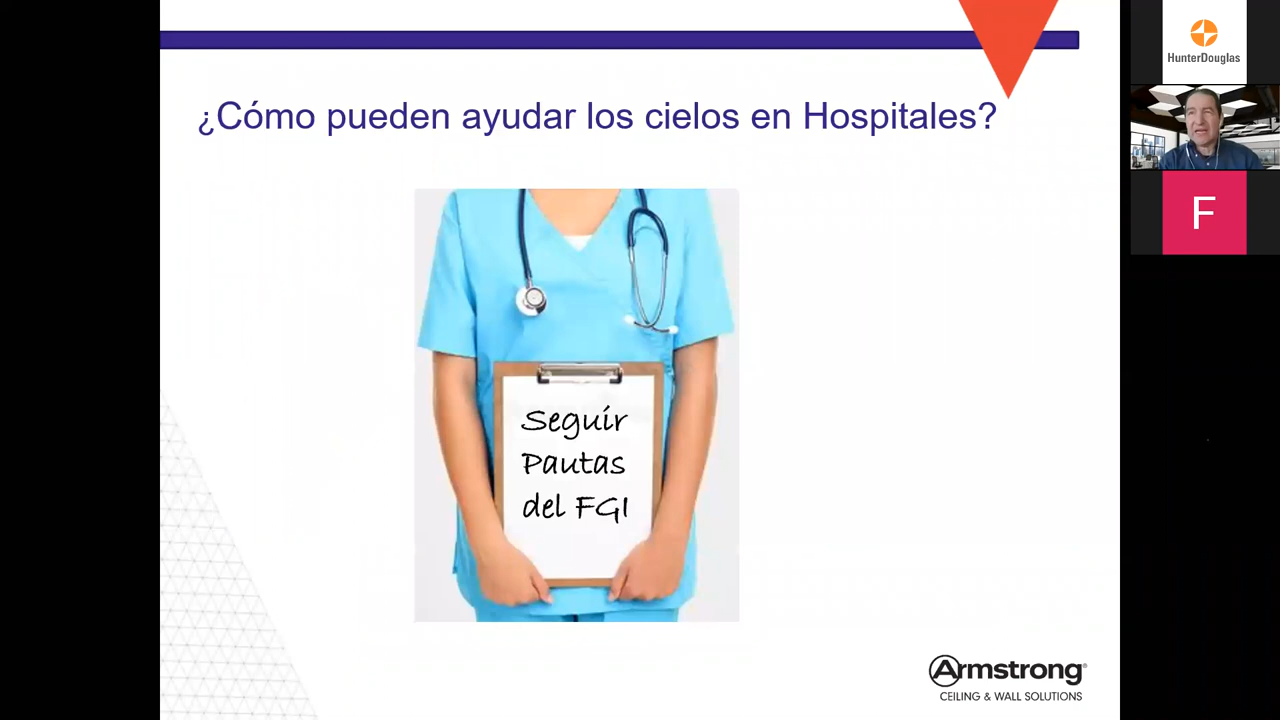 ¿Cómo pueden ayudar los cielos en Hospitales?
Seguir
Pautas
del FGI
Armstrong®
CEILING & WALL SOLUTIONS
HunterDouglas
F